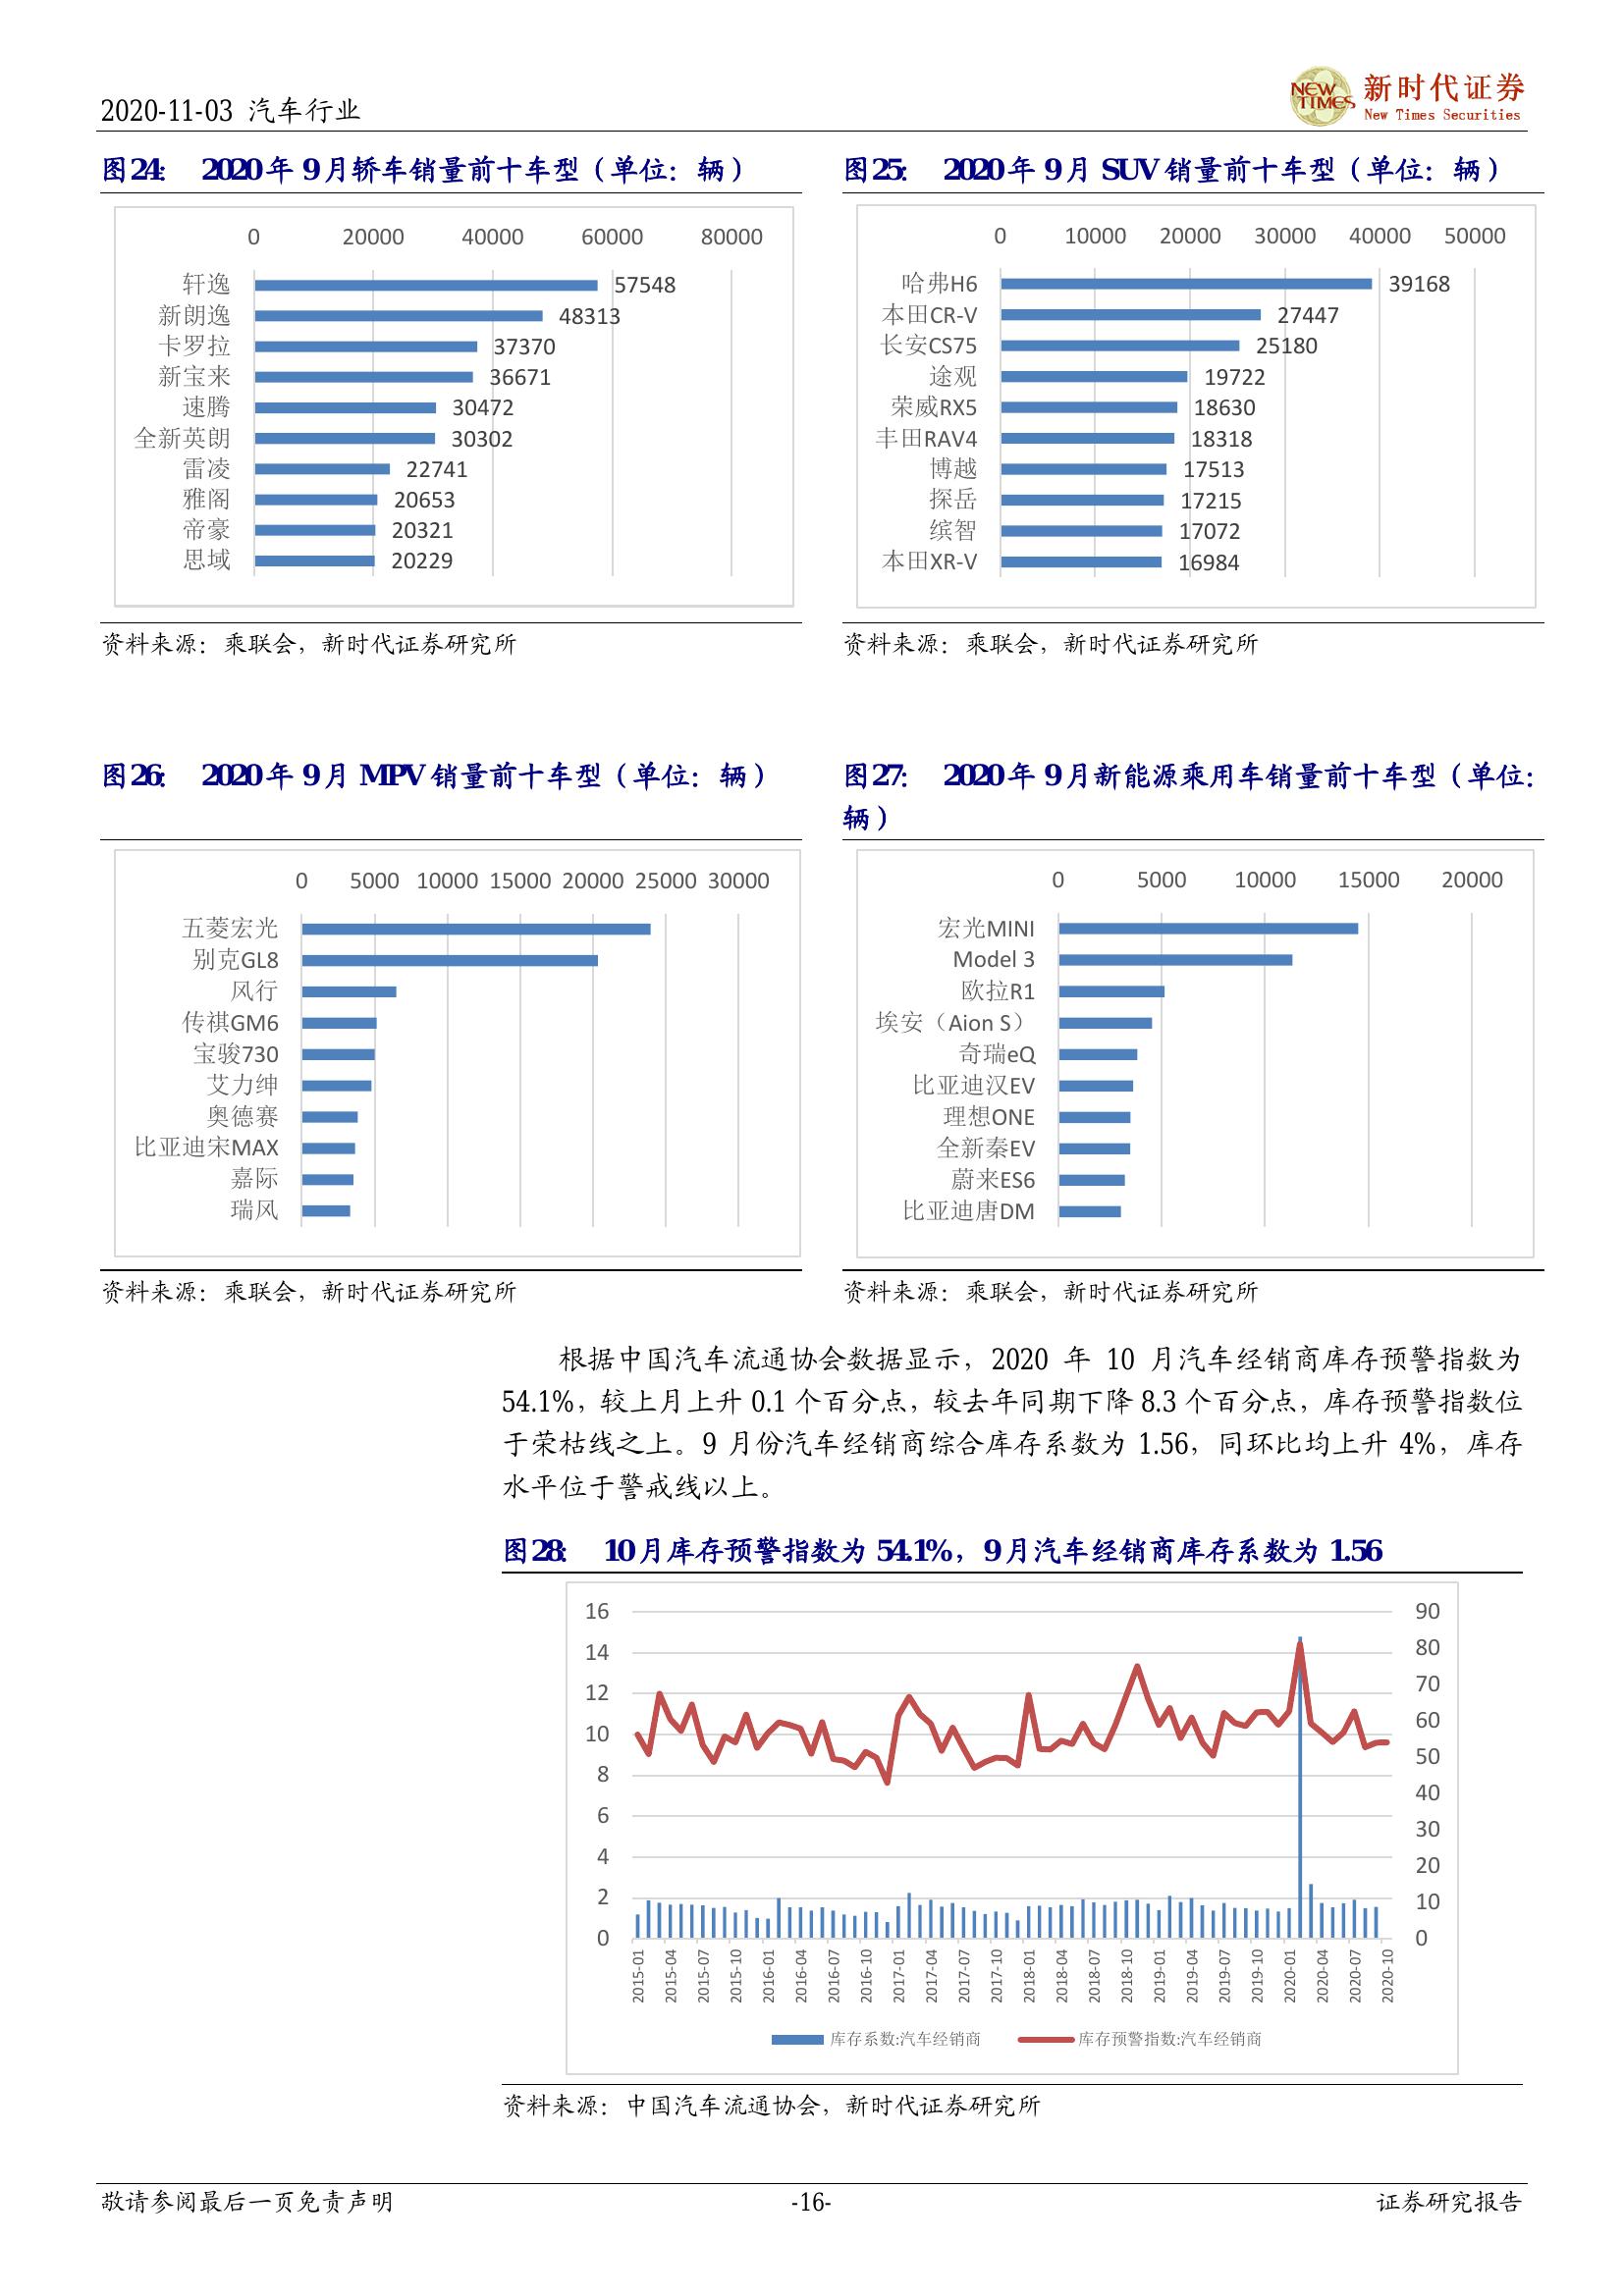 2020-11-03 汽车行业
NEW TIMES 新时代证券
New Times Securities
图24： 2020年9月轿车销量前十车型（单位：辆）
0 20000 40000 60000 80000
轩逸 57548
新朗逸 48313
卡罗拉 37370
新宝来 36671
速腾 30472
全新英朗 30302
雷凌 22741
雅阁 20653
帝豪 20321
思域 20229
资料来源：乘联会，新时代证券研究所
图25： 2020年9月SUV销量前十车型（单位：辆）
0 10000 20000 30000 40000 50000
哈弗H6 39168
本田CR-V 27447
长安CS75 25180
途观 19722
荣威RX5 18630
丰田RAV4 18318
博越 17513
探岳 17215
缤智 17072
本田XR-V 16984
资料来源：乘联会，新时代证券研究所
图26： 2020年9月MPV销量前十车型（单位：辆）
0 5000 10000 15000 20000 25000 30000
五菱宏光
别克GL8
风行
传祺GM6
宝骏730
艾力绅
奥德赛
比亚迪宋MAX
嘉际
瑞风
资料来源：乘联会，新时代证券研究所
图27： 2020年9月新能源乘用车销量前十车型（单位：
辆）
0 5000 10000 15000 20000
宏光MINI
Model 3
欧拉R1
埃安（Aion S）
奇瑞eQ
比亚迪汉EV
理想ONE
全新秦EV
蔚来ES6
比亚迪唐DM
资料来源：乘联会，新时代证券研究所
根据中国汽车流通协会数据显示，2020 年 10 月汽车经销商库存预警指数为
54.1%，较上月上升 0.1 个百分点，较去年同期下降 8.3 个百分点，库存预警指数位
于荣枯线之上。9 月份汽车经销商综合库存系数为 1.56，同环比均上升 4%，库存
水平位于警戒线以上。
图28： 10月库存预警指数为54.1%，9月汽车经销商库存系数为1.56
16 90
14 80
12 70
10 60
8 50
6 40
4 30
2 20
0 10
0
2015-01 2015-04 2015-07 2015-10 2016-01 2016-04 2016-07 2016-10 2017-01 2017-04 2017-07 2017-10 2018-01 2018-04 2018-07 2018-10 2019-01 2019-04 2019-07 2019-10 2020-01 2020-04 2020-07 2020-10
库存系数:汽车经销商 库存预警指数:汽车经销商
资料来源：中国汽车流通协会，新时代证券研究所
敬请参阅最后一页免责声明 -16- 证券研究报告